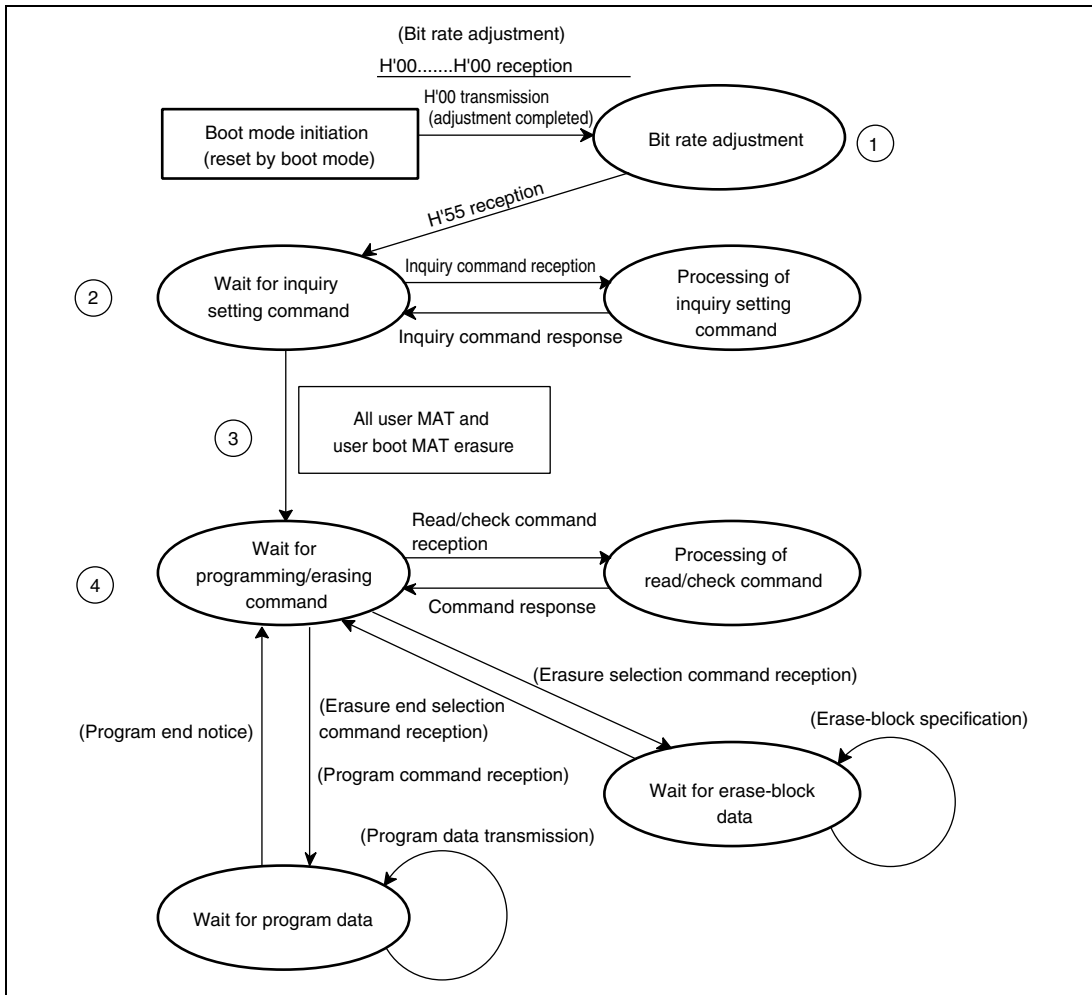 (Bit rate adjustment)
H'00.......H'00 reception
H'00 transmission
(adjustment completed)
Boot mode initiation
(reset by boot mode)
Bit rate adjustment
1
H'55 reception
2
Wait for inquiry
setting command
Inquiry command reception
Inquiry command response
Processing of
inquiry setting
command
3
All user MAT and
user boot MAT erasure
4
Wait for
programming/erasing
command
Read/check command
reception
Command response
Processing of
read/check command
(Erasure selection command reception)
(Program end notice)
(Erasure end selection
command reception)
(Program command reception)
(Erase-block specification)
Wait for erase-block
data
(Program data transmission)
Wait for program data